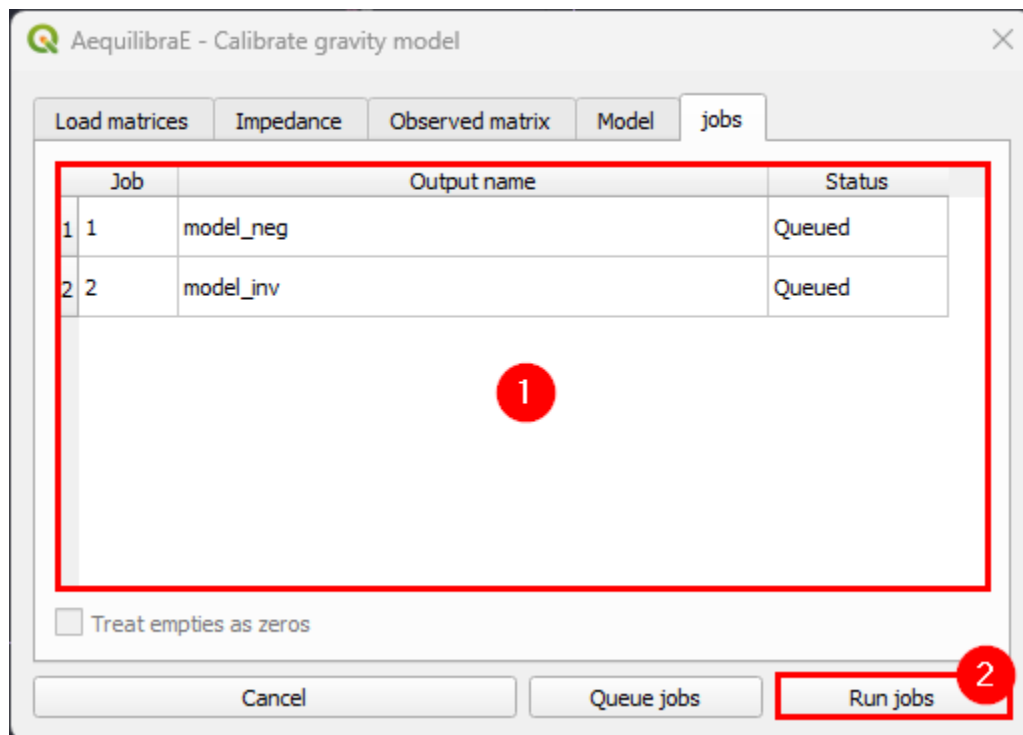 AequilibraE - Calibrate gravity model
Load matrices Impedance Observed matrix Model jobs
Job Output name Status
1 1 model_neg Queued
2 2 model_inv Queued
1
Treat empties as zeros
2
Cancel Queue jobs Run jobs